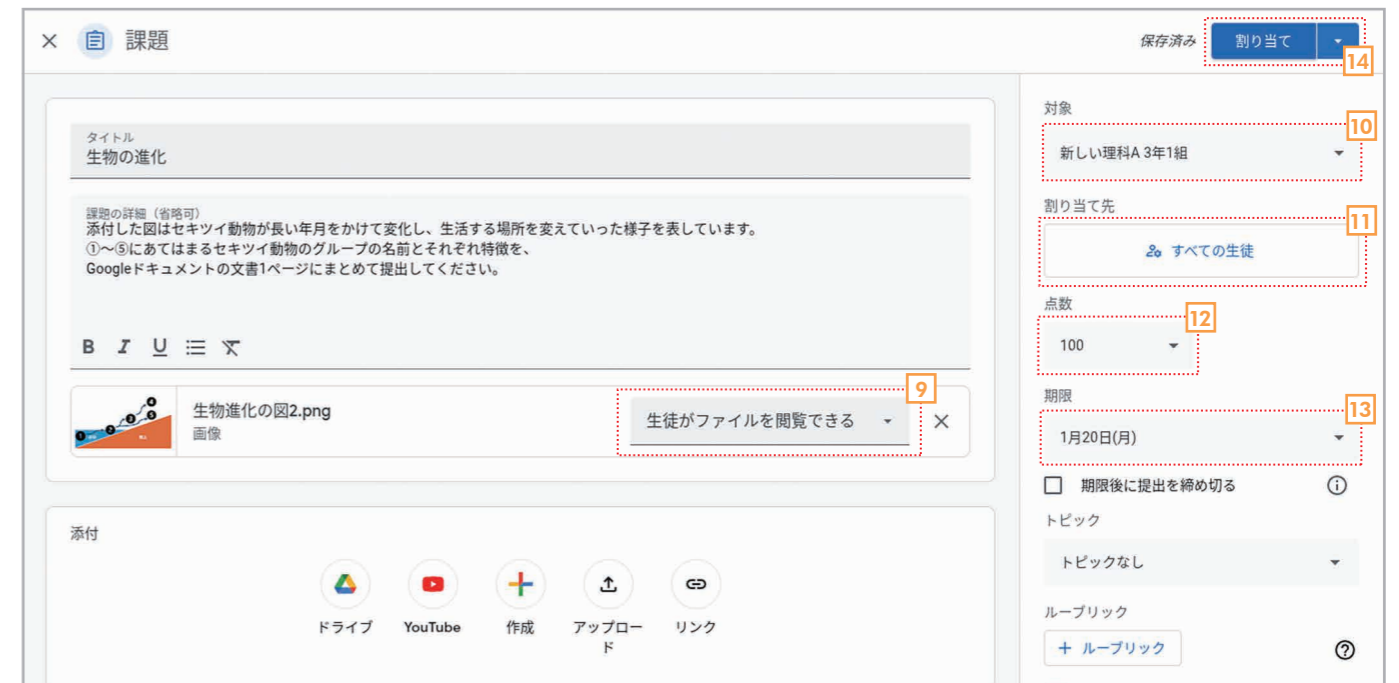 課題
保存済み
割り当て
14
タイトル
生物の進化
課題の詳細（省略可）
添付した図はセキツイ動物が長い年月をかけて変化し、生活する場所を変えていった様子を表しています。
①～⑤にあてはまるセキツイ動物のグループの名前とそれぞれ特徴を、
Googleドキュメントの文書1ページにまとめて提出してください。
B I U
生物進化の図2.png
画像
9
生徒がファイルを閲覧できる
添付
ドライブ
YouTube
作成
アップロー
ド
リンク
対象
10
新しい理科A 3年1組
割り当て先
11
すべての生徒
点数
12
100
期限
13
1月20日(月)
期限後に提出を締め切る
トピック
トピックなし
ルーブリック
+ ルーブリック